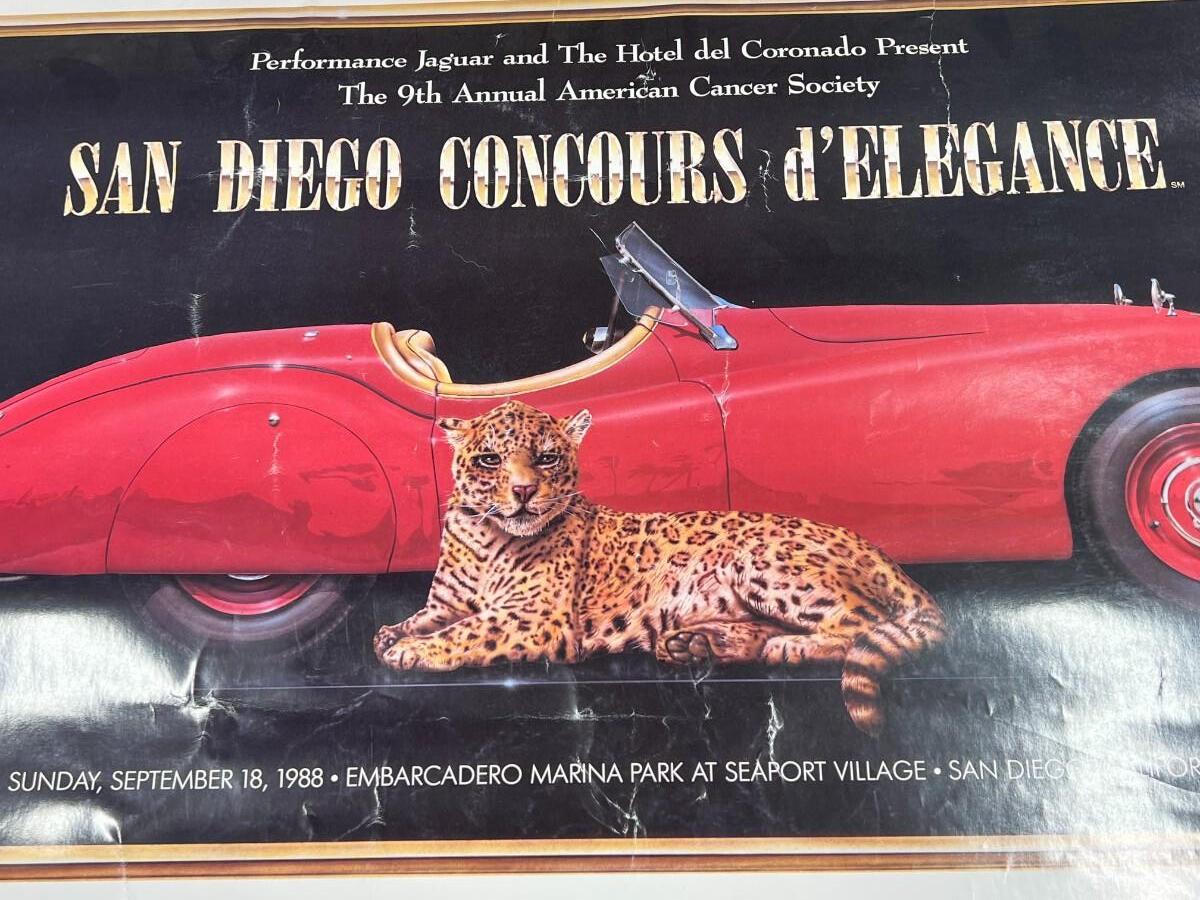 Performance Jaguar and The Hotel del Coronado Present
The 9th Annual American Cancer Society
SAN DIEGO CONCOURS d'ELEGANCE SM
SUNDAY, SEPTEMBER 18, 1988 • EMBARCADERO MARINA PARK AT SEAPORT VILLAGE • SAN DIEGO